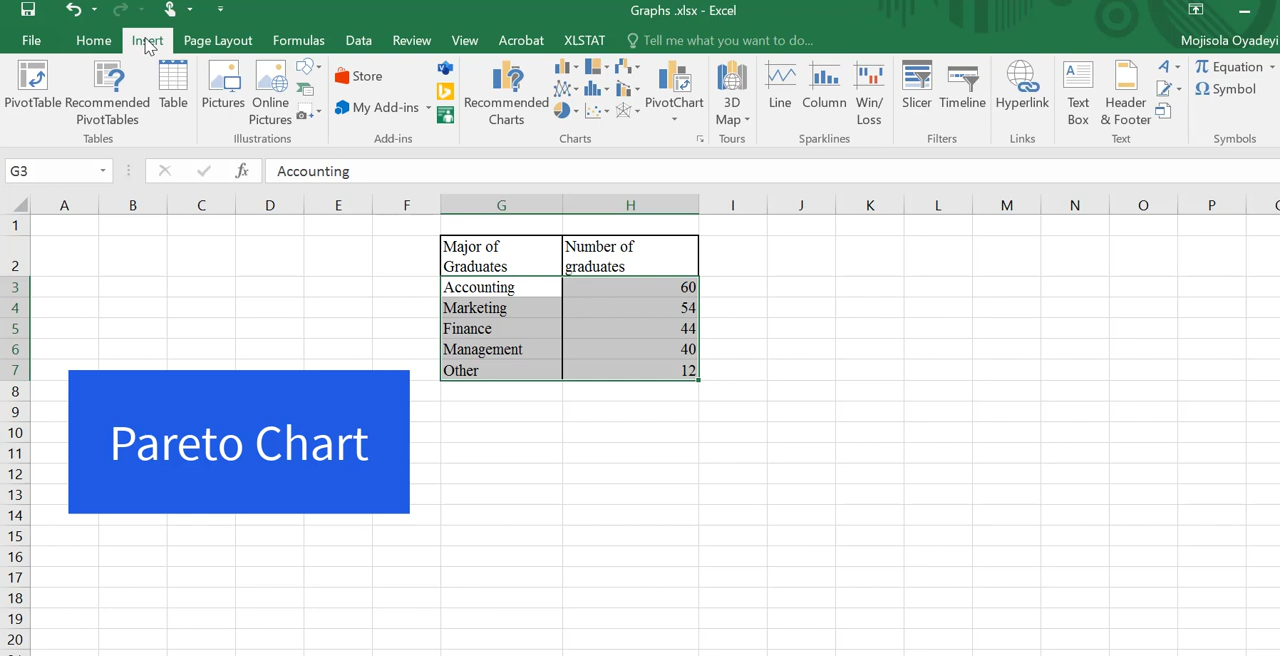 Graphs .xlsx - Excel
File Home Insert Page Layout Formulas Data Review View Acrobat XLSTAT Tell me what you want to do... Mojisola Oyadeyi
PivotTable Recommended PivotTables Table Pictures Online Pictures Store My Add-ins Recommended Charts PivotChart 3D Map Line Column Win/ Loss Slicer Timeline Hyperlink Text Box Header & Footer Equation Symbol
Tables Illustrations Add-ins Charts Tours Sparklines Filters Links Text Symbols
G3 fx Accounting
A B C D E F G H I J K L M N O P
1
2 Major of Graduates Number of graduates
3 Accounting 60
4 Marketing 54
5 Finance 44
6 Management 40
7 Other 12
8
9
10
11
12
13
14
15
16
17
18
19
20
Pareto Chart